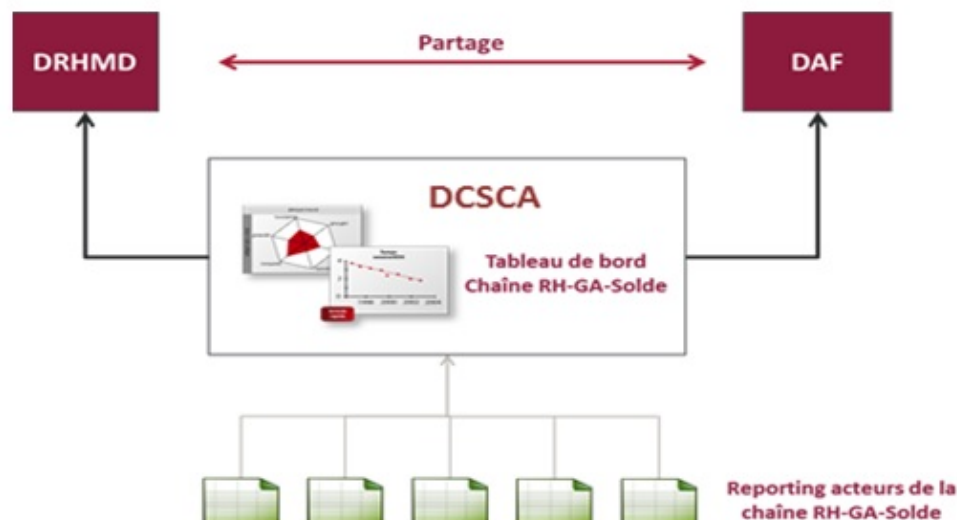 Partage
DRHMD
DAF
DCSCA
Tableau de bord
Chaîne RH-GA-Solde
Reporting acteurs de la
chaîne RH-GA-Solde